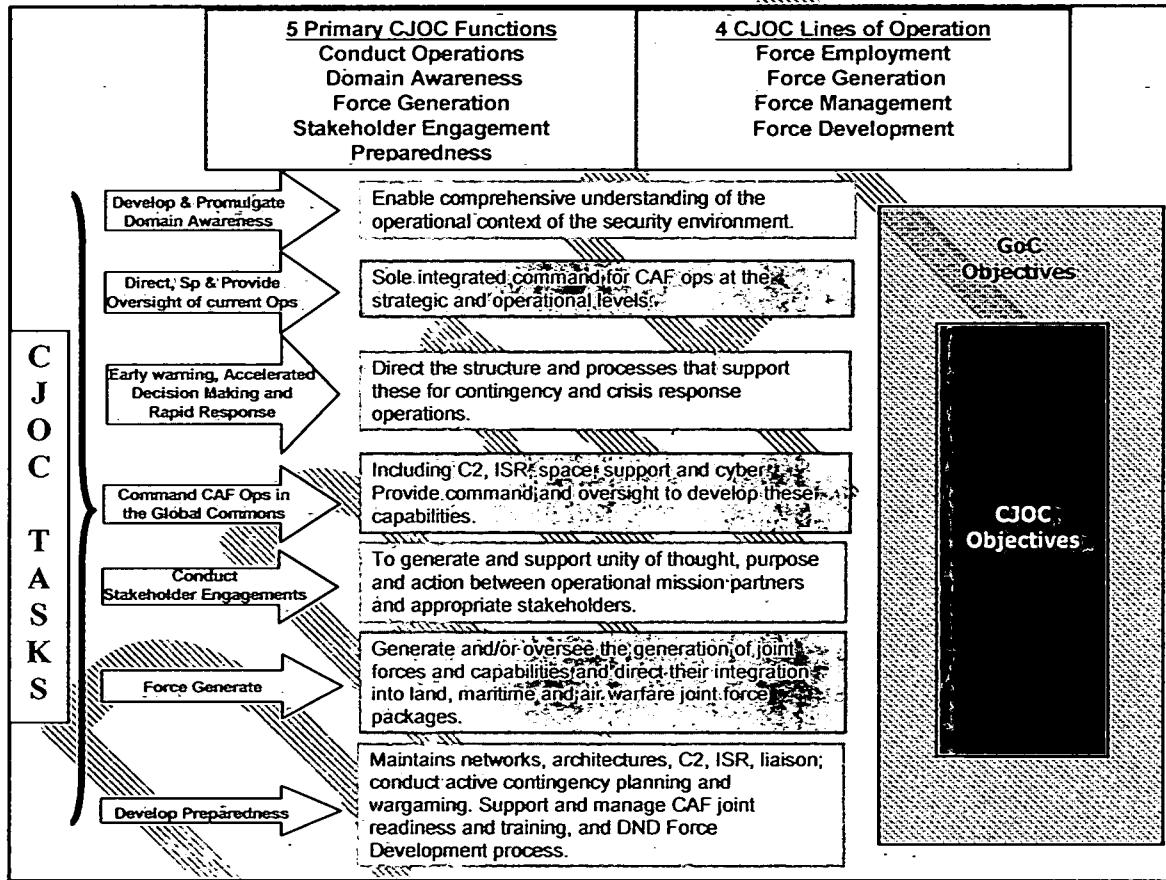 5 Primary CJOC Functions
Conduct Operations
Domain Awareness
Force Generation
Stakeholder Engagement
Preparedness
4 CJOC Lines of Operation
Force Employment
Force Generation
Force Management
Force Development
CJOC TASKS
Develop & Promulgate
Domain Awareness
Enable comprehensive understanding of the
operational context of the security environment.
Direct, Sp & Provide
Oversight of current Ops
Sole integrated command for CAF ops at the
strategic and operational levels.
Early warning, Accelerated
Decision Making and
Rapid Response
Direct the structure and processes that support
these for contingency and crisis response
operations.
Command CAF Ops in
the Global Commons
Including C2, ISR, space, support and cyber.
Provide command and oversight to develop these
capabilities.
Conduct
Stakeholder Engagements
To generate and support unity of thought, purpose
and action between operational mission partners
and appropriate stakeholders.
Force Generate
Generate and/or oversee the generation of joint
forces and capabilities and direct their integration
into land, maritime and air warfare joint force
packages.
Develop Preparedness
Maintains networks, architectures, C2, ISR, liaison;
conduct active contingency planning and
wargaming. Support and manage CAF joint
readiness and training, and DND Force
Development process.
GoC
Objectives
CJOC
Objectives